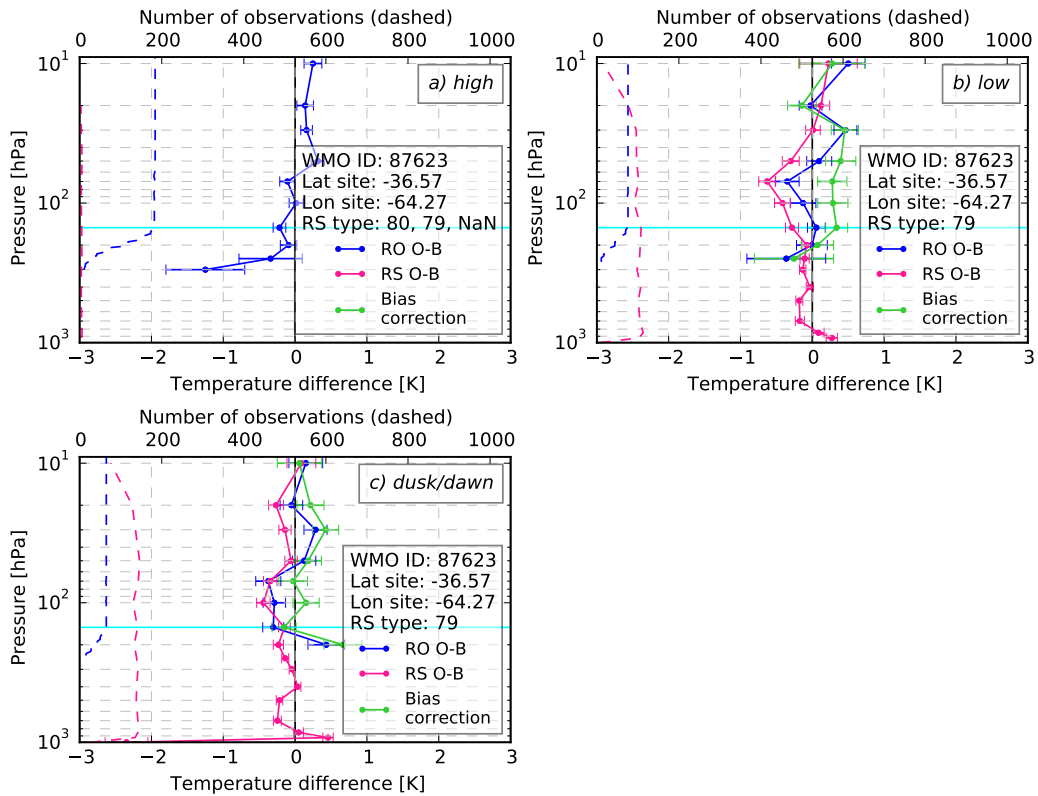 Number of observations (dashed)
0 200 400 600 800 1000
a) high
Pressure [hPa]
10¹
10²
10³
WMO ID: 87623
Lat site: -36.57
Lon site: -64.27
RS type: 80, 79, NaN
RO O-B
RS O-B
Bias
correction
−3 −2 −1 0 1 2 3
Temperature difference [K]
Number of observations (dashed)
0 200 400 600 800 1000
b) low
Pressure [hPa]
10¹
10²
10³
WMO ID: 87623
Lat site: -36.57
Lon site: -64.27
RS type: 79
RO O-B
RS O-B
Bias
correction
−3 −2 −1 0 1 2 3
Temperature difference [K]
Number of observations (dashed)
0 200 400 600 800 1000
c) dusk/dawn
Pressure [hPa]
10¹
10²
10³
WMO ID: 87623
Lat site: -36.57
Lon site: -64.27
RS type: 79
RO O-B
RS O-B
Bias
correction
−3 −2 −1 0 1 2 3
Temperature difference [K]